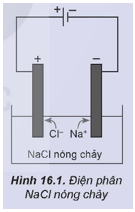 + −
+ −
Cl⁻ Na⁺
NaCl nóng chảy
Hình 16.1. Điện phân
NaCl nóng chảy